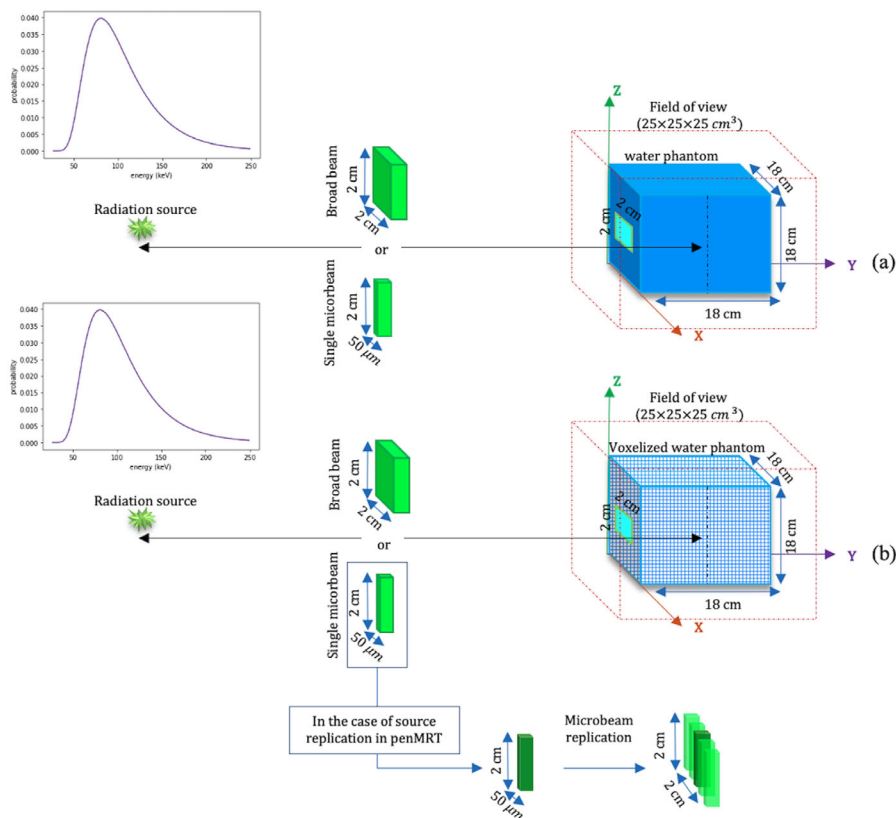 0.040
0.035
0.030
0.025
0.020
0.015
0.010
0.005
0.000
probability
50
100
150
200
250
energy (keV)
Radiation source
Broad beam
2 cm
2 cm
or
Single micorbeam
2 cm
50 μm
Z
Field of view
(25×25×25 cm³)
water phantom
18 cm
2 cm
2 cm
18 cm
18 cm
Y
X
(a)
0.040
0.035
0.030
0.025
0.020
0.015
0.010
0.005
0.000
probability
50
100
150
200
250
energy (keV)
Radiation source
Broad beam
2 cm
2 cm
or
Single micorbeam
2 cm
50 μm
Z
Field of view
(25×25×25 cm³)
Voxelized water phantom
18 cm
2 cm
2 cm
18 cm
18 cm
Y
X
(b)
In the case of source
replication in penMRT
2 cm
50 μm
Microbeam
replication
2 cm
2 cm